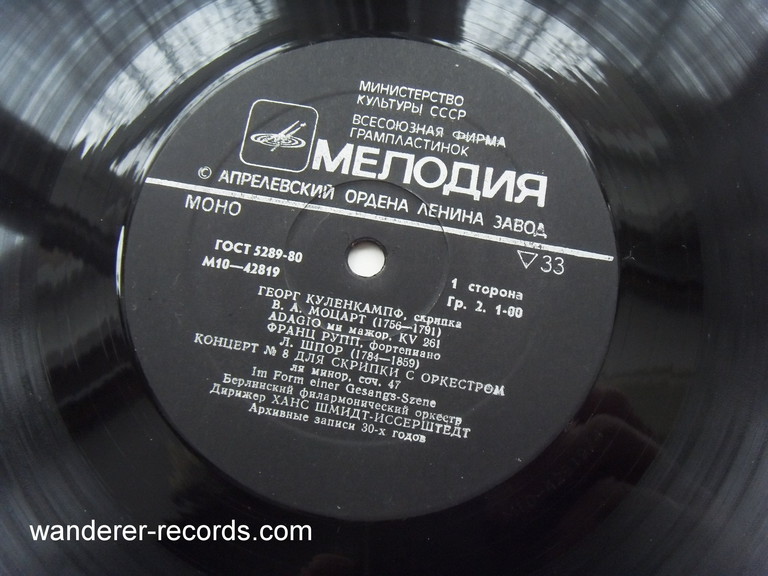 МИНИСТЕРСТВО
КУЛЬТУРЫ СССР
ВСЕСОЮЗНАЯ ФИРМА
ГРАМПЛАСТИНОК
МЕЛОДИЯ
© АПРЕЛЕВСКИЙ ОРДЕНА ЛЕНИНА ЗАВОД
МОНО
▽33
ГОСТ 5289-80
М10—42819
1 сторона
Гр. 2. 1-00
ГЕОРГ КУЛЕНКАМПФ, скрипка
В. А. МОЦАРТ (1756—1791)
ADAGIO ми мажор, KV 261
ФРАНЦ РУПП, фортепиано
Л. ШПОР (1784—1859)
КОНЦЕРТ № 8 ДЛЯ СКРИПКИ С ОРКЕСТРОМ
ля минор, соч. 47
Im Form einer Gesangs-Szene
Берлинский филармонический оркестр
Дирижер ХАНС ШМИДТ-ИССЕРШТЕДТ
Архивные записи 30-х годов
wanderer-records.com